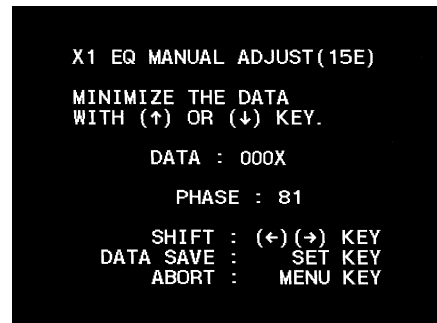 X1 EQ MANUAL ADJUST(15E)
MINIMIZE THE DATA
WITH (↑) OR (↓) KEY.
DATA : 000X
PHASE : 81
SHIFT : (←)(→) KEY
DATA SAVE : SET KEY
ABORT : MENU KEY